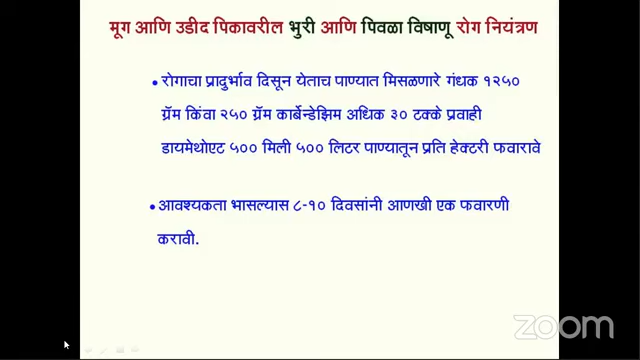 मूग आणि उडीद पिकावरील भुरी आणि पिवळा विषाणू रोग नियंत्रण
• रोगाचा प्रादुर्भाव दिसून येताच पाण्यात मिसळणारे गंधक १२५०
ग्रॅम किंवा २५० ग्रॅम कार्बेन्डेझिम अधिक ३० टक्के प्रवाही
डायमेथोएट ५०० मिली ५०० लिटर पाण्यातून प्रति हेक्टरी फवारावे
• आवश्यकता भासल्यास ८-१० दिवसांनी आणखी एक फवारणी
करावी.
zoom